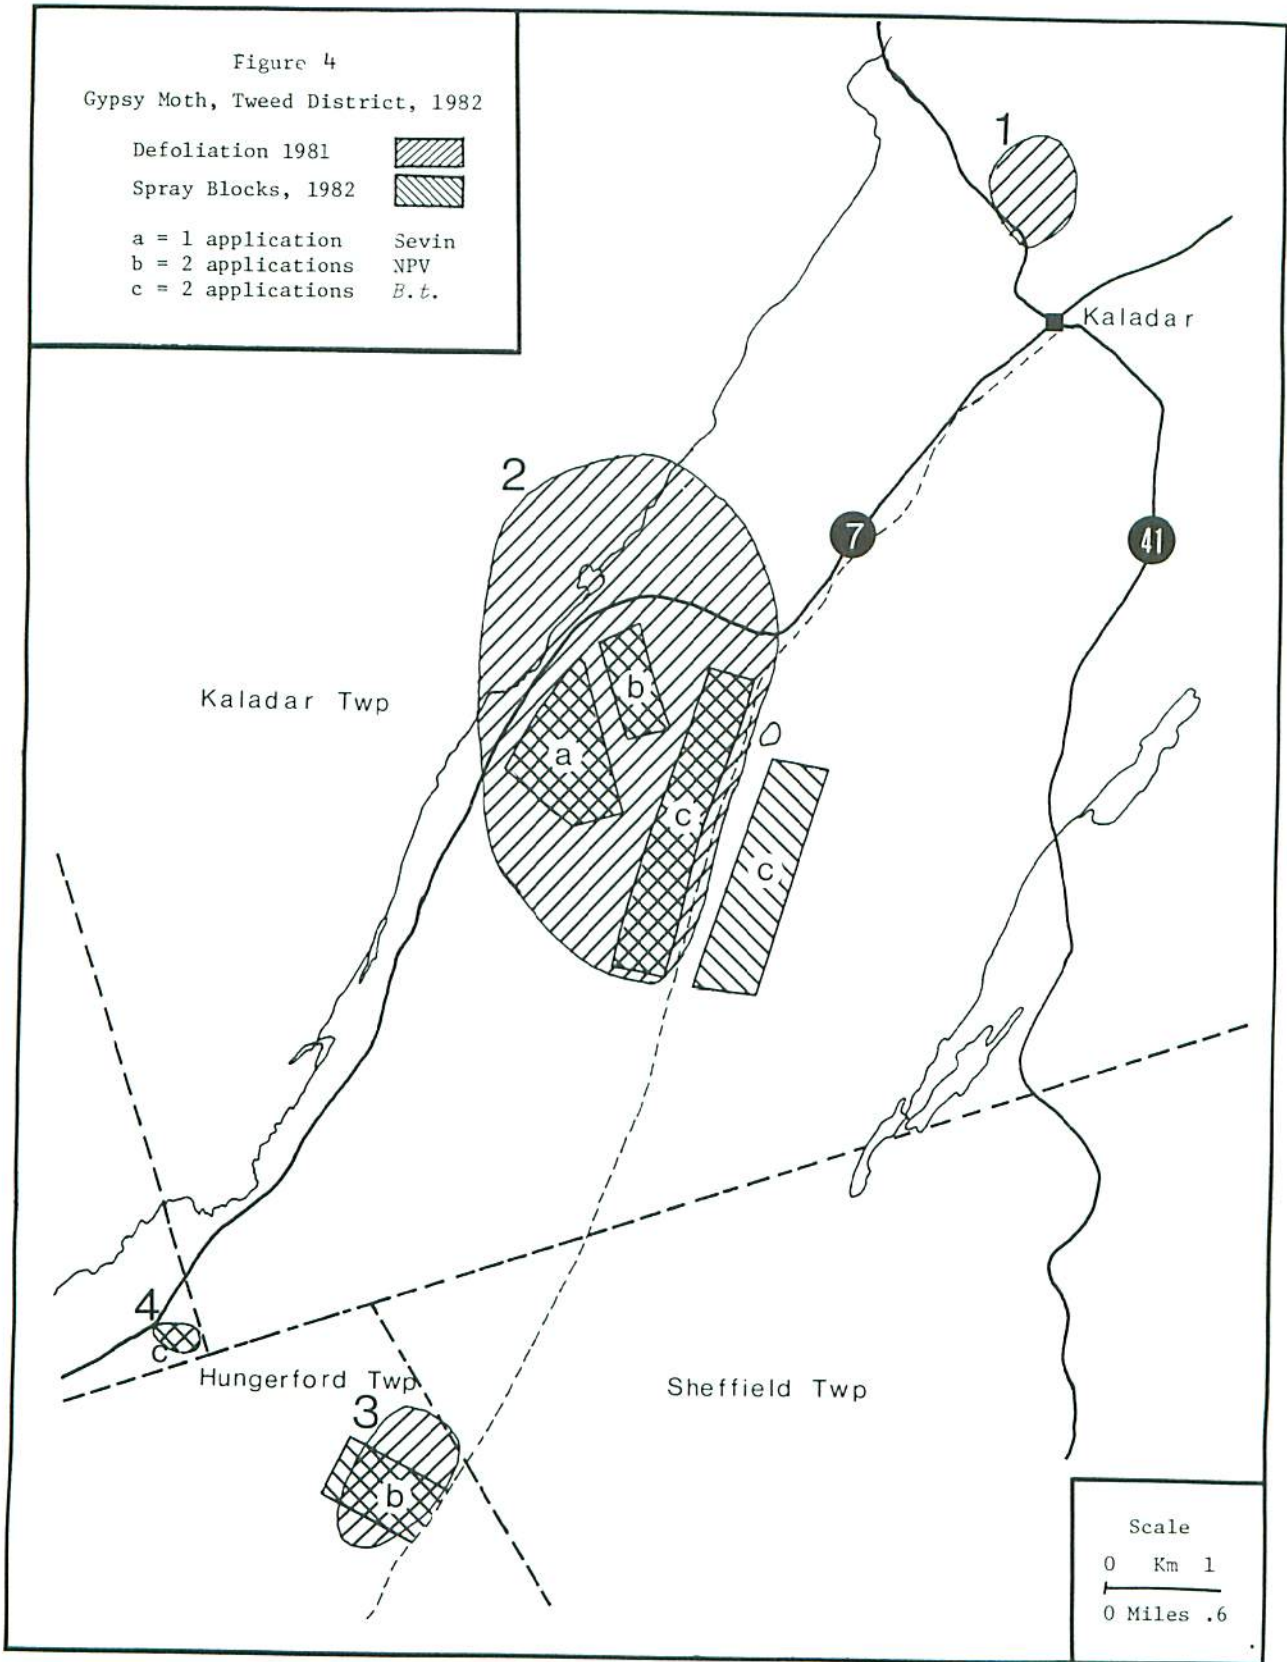 Figure 4
Gypsy Moth, Tweed District, 1982
Defoliation 1981
Spray Blocks, 1982
a = 1 application Sevin
b = 2 applications NPV
c = 2 applications B.t.
1
Kaladar
2
7
41
Kaladar Twp
b
a
c
c
4
c
Hungerford Twp
Sheffield Twp
3
b
Scale
0 Km 1
0 Miles .6